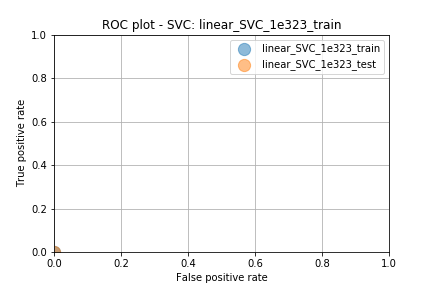 ROC plot - SVC: linear_SVC_1e323_train
linear_SVC_1e323_train
linear_SVC_1e323_test
1.0
0.8
0.6
0.4
0.2
0.0
True positive rate
0.0 0.2 0.4 0.6 0.8 1.0
False positive rate